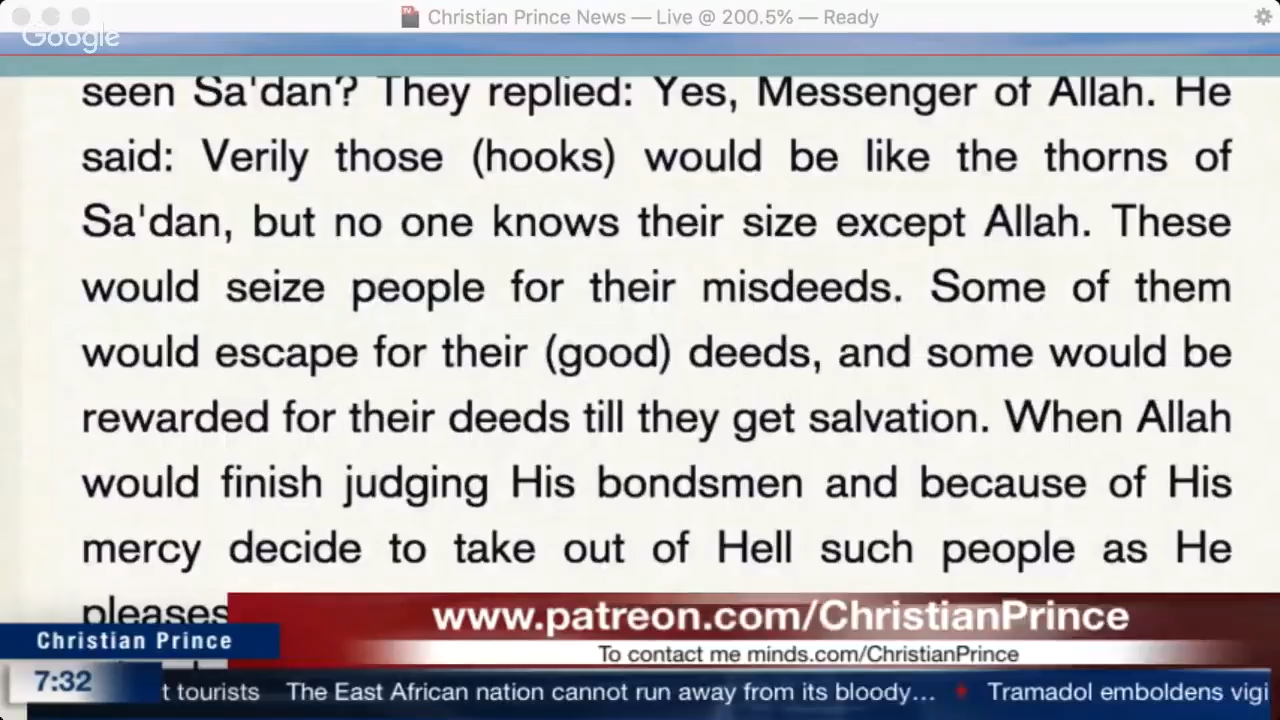 Christian Prince News — Live @ 200.5% — Ready
Google
seen Sa'dan? They replied: Yes, Messenger of Allah. He
said: Verily those (hooks) would be like the thorns of
Sa'dan, but no one knows their size except Allah. These
would seize people for their misdeeds. Some of them
would escape for their (good) deeds, and some would be
rewarded for their deeds till they get salvation. When Allah
would finish judging His bondsmen and because of His
mercy decide to take out of Hell such people as He
pleases
www.patreon.com/ChristianPrince
Christian Prince
To contact me minds.com/ChristianPrince
7:32
t tourists The East African nation cannot run away from its bloody... Tramadol emboldens vigi